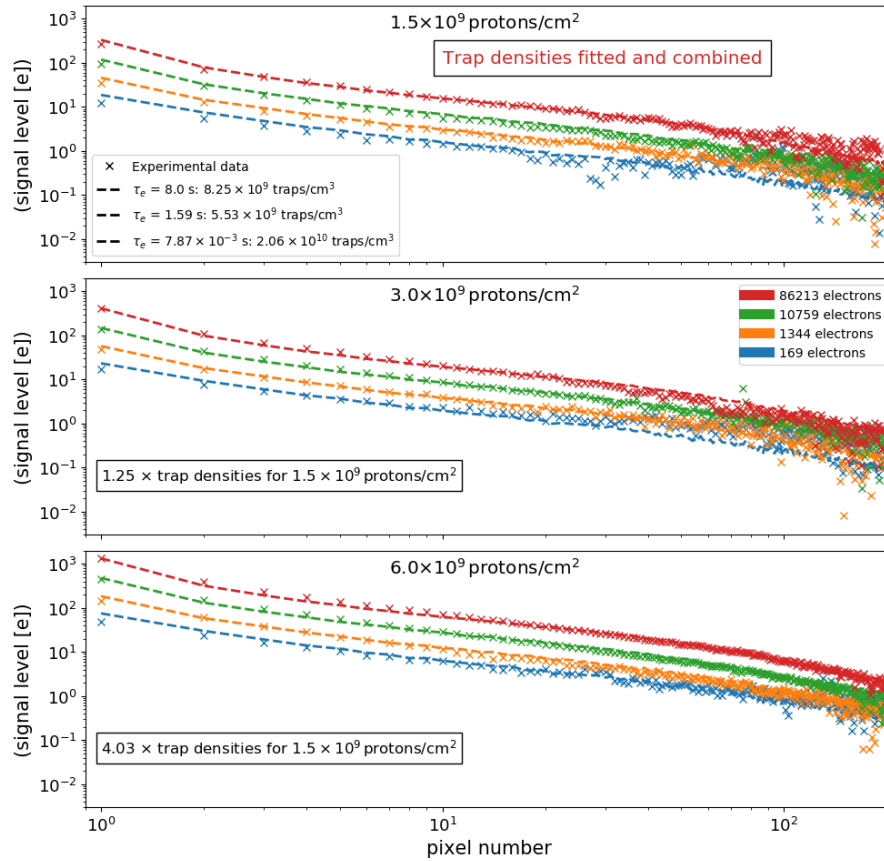 1.5×10⁹ protons/cm²
Trap densities fitted and combined
(signal level [e])
10³
10²
10¹
10⁰
10⁻¹
10⁻²
× Experimental data
τₑ = 8.0 s: 8.25 × 10⁹ traps/cm³
τₑ = 1.59 s: 5.53 × 10⁹ traps/cm³
τₑ = 7.87 × 10⁻³ s: 2.06 × 10¹⁰ traps/cm³
3.0×10⁹ protons/cm²
(signal level [e])
10³
10²
10¹
10⁰
10⁻¹
10⁻²
86213 electrons
10759 electrons
1344 electrons
169 electrons
1.25 × trap densities for 1.5 × 10⁹ protons/cm²
6.0×10⁹ protons/cm²
(signal level [e])
10³
10²
10¹
10⁰
10⁻¹
10⁻²
4.03 × trap densities for 1.5 × 10⁹ protons/cm²
10⁰ 10¹ 10²
pixel number